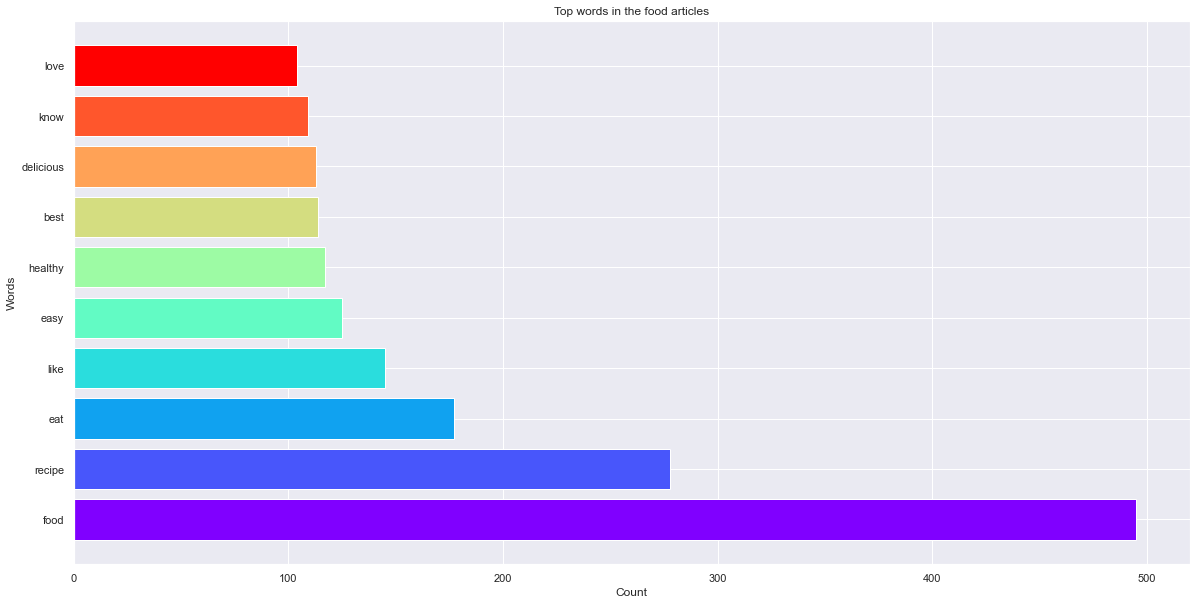 Top words in the food articles
love
know
delicious
best
healthy
easy
like
eat
recipe
food
Words
0 100 200 300 400 500
Count